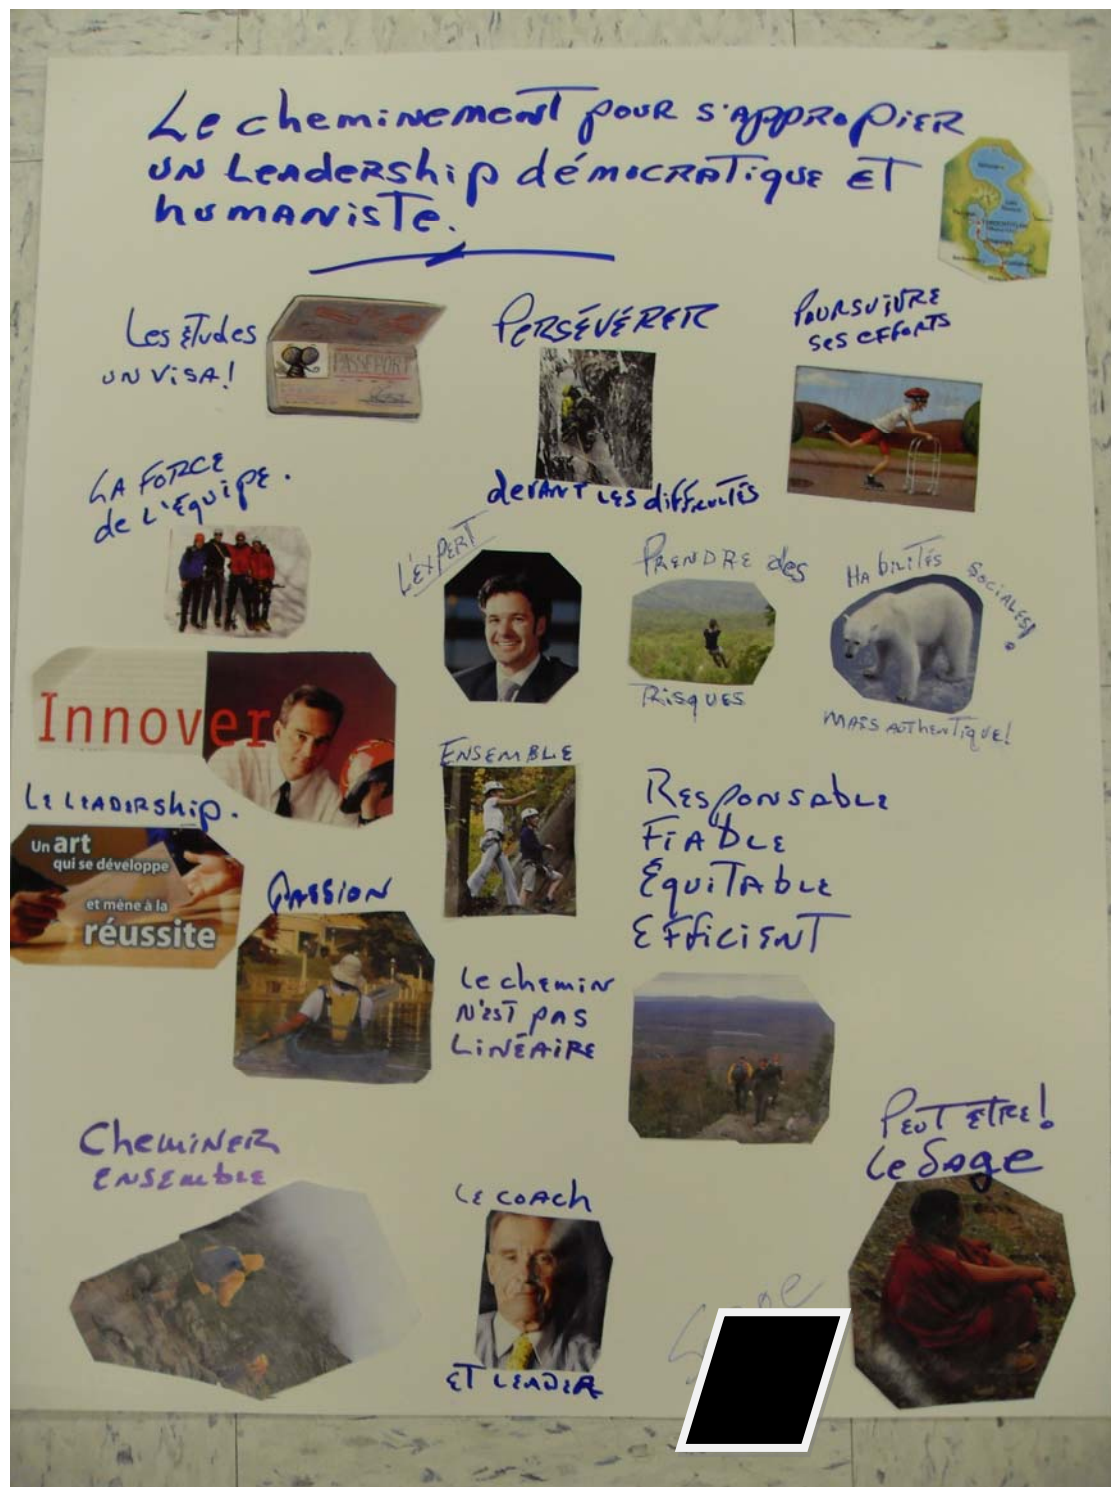 Le cheminement pour s'appropier
un Leadership démocratique et
humaniste.
Les études
un visa!
PASSEPORT
Persévérer
devant les difficultés
Poursuivre
ses efforts
La force
de l'équipe.
L'expert
Prendre des
risques
Habilités sociales!
mais authentique!
Innover
Le leadership.
Un art
qui se développe
et mène à la
réussite
Ensemble
Responsable
Fiable
Équitable
Efficient
Passion
Le chemin
n'est pas
linéaire
Cheminer
ensemble
Le coach
et leader
Peut être!
Le Sage